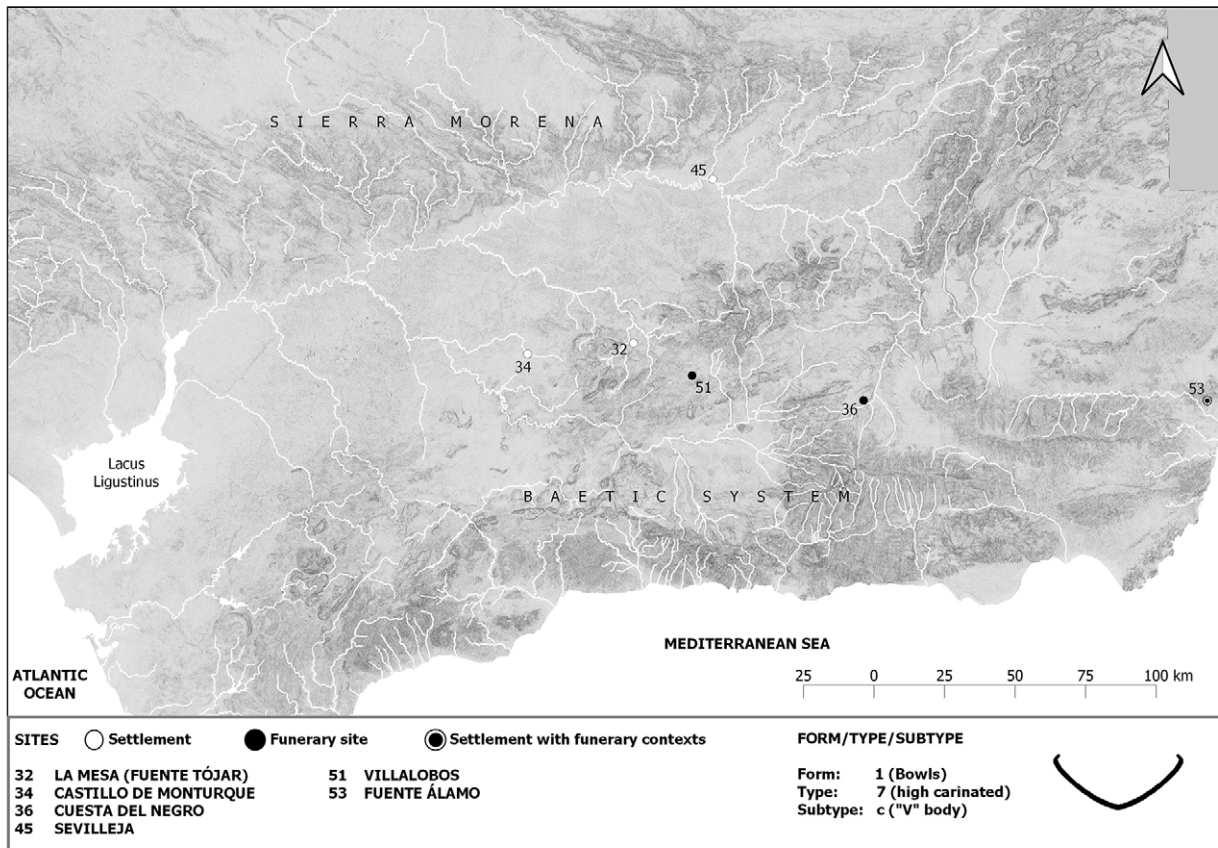 SIERRA MORENA
45
32
34
51
36
53
Lacus
Ligustinus
BAETIC SYSTEM
MEDITERRANEAN SEA
ATLANTIC
OCEAN
25 0 25 50 75 100 km
SITES Settlement Funerary site Settlement with funerary contexts
32 LA MESA (FUENTE TÓJAR)
34 CASTILLO DE MONTURQUE
36 CUESTA DEL NEGRO
45 SEVILLEJA
51 VILLALOBOS
53 FUENTE ÁLAMO
FORM/TYPE/SUBTYPE
Form: 1 (Bowls)
Type: 7 (high carinated)
Subtype: c ("V" body)